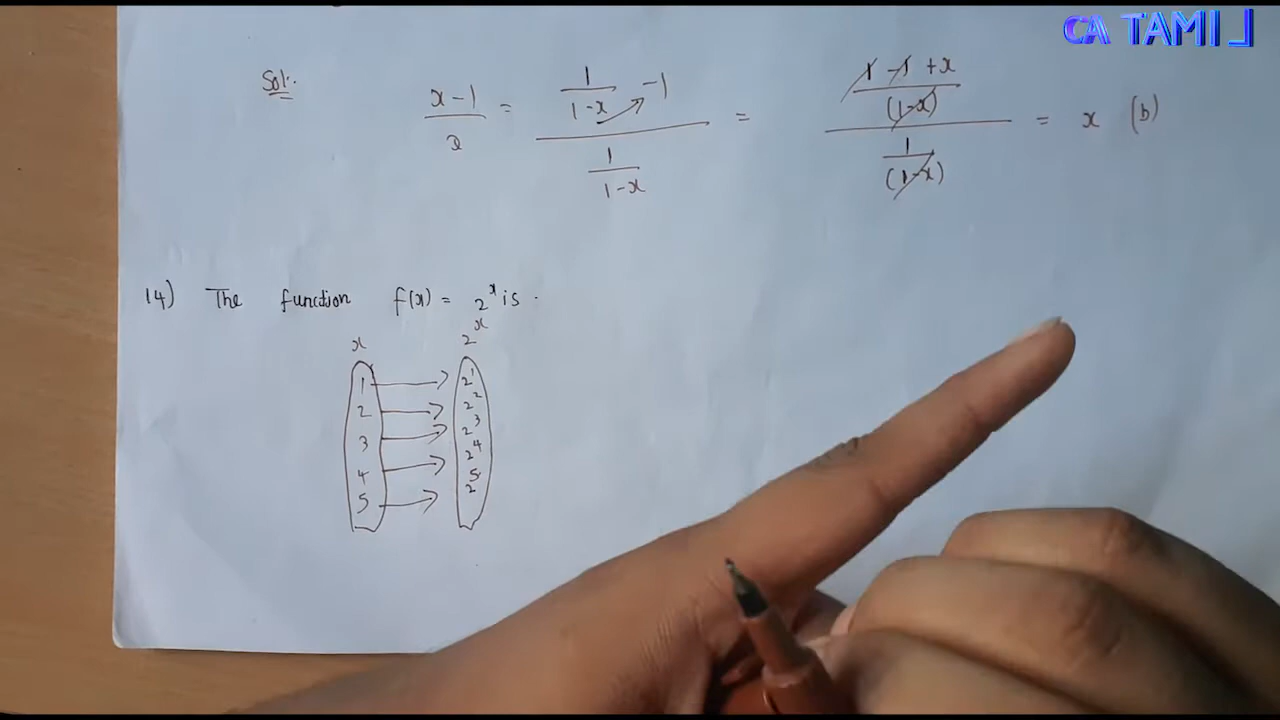 CA TAMIL
Sol:.
x-1/x = (1/(1-x) -1)/(1/(1-x)) = ((1-1+x)/(1-x))/(1/(1-x)) = x (b)
14) The function f(x) = 2^x is .
x 2^x
1 2^1
2 2^2
3 2^3
4 2^4
5 2^5